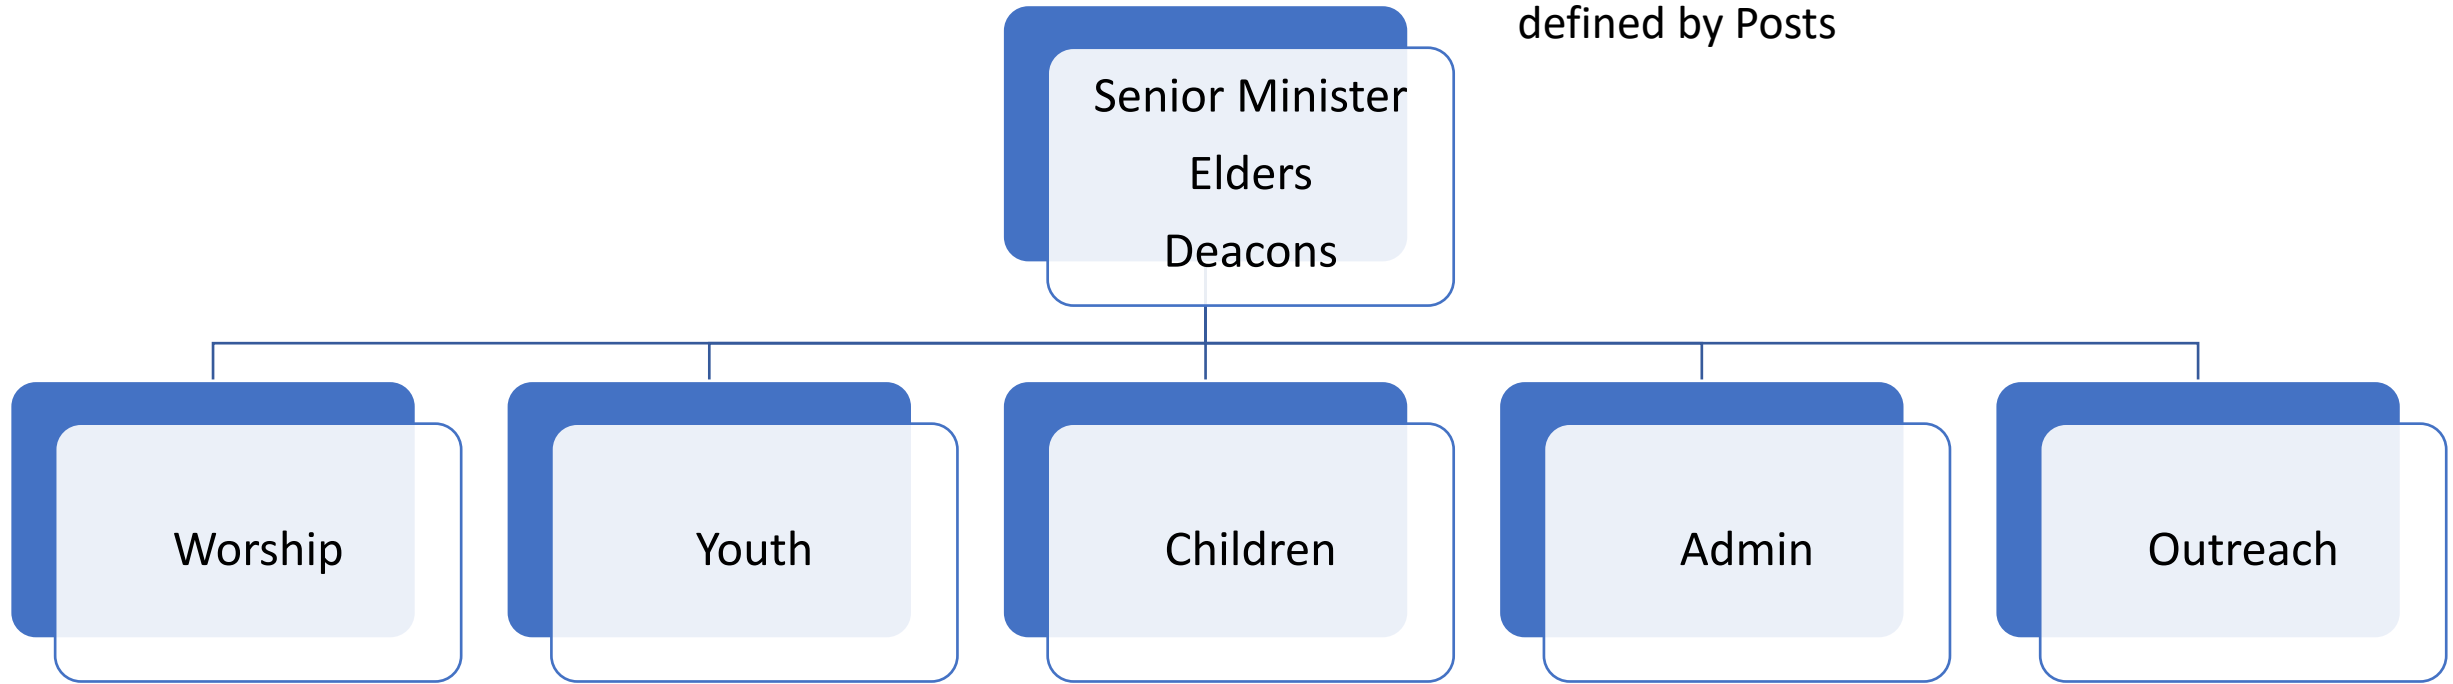 defined by Posts
Senior Minister
Elders
Deacons
Worship
Youth
Children
Admin
Outreach